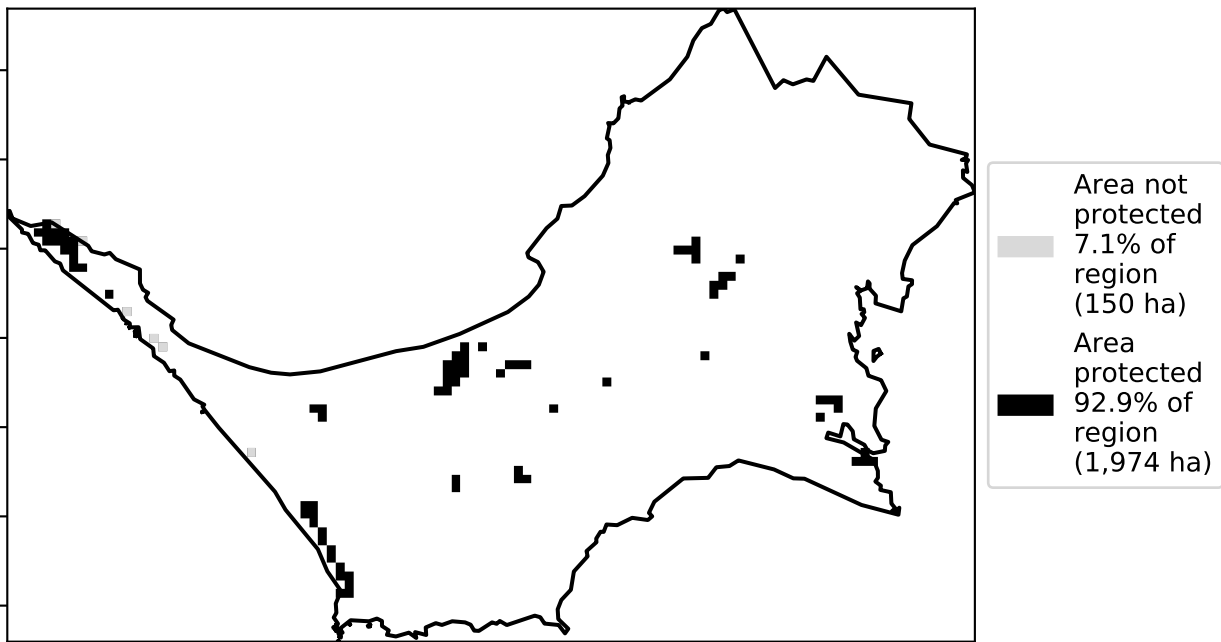 Area not
protected
7.1% of
region
(150 ha)
Area
protected
92.9% of
region
(1,974 ha)